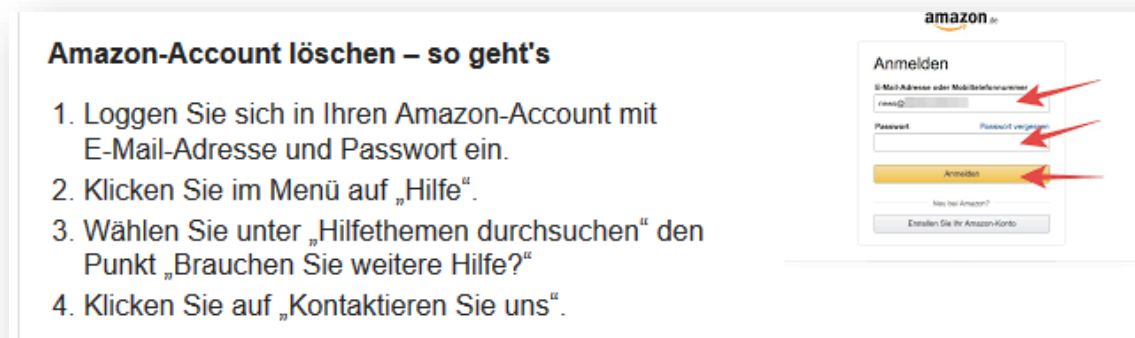 Amazon-Account löschen – so geht's
1. Loggen Sie sich in Ihren Amazon-Account mit
E-Mail-Adresse und Passwort ein.
2. Klicken Sie im Menü auf „Hilfe“.
3. Wählen Sie unter „Hilfethemen durchsuchen“ den
Punkt „Brauchen Sie weitere Hilfe?“
4. Klicken Sie auf „Kontaktieren Sie uns“.
amazon.de
Anmelden
E-Mail-Adresse oder Mobiltelefonnummer
news@
Passwort Passwort vergessen
Anmelden
Neu bei Amazon?
Erstellen Sie Ihr Amazon-Konto